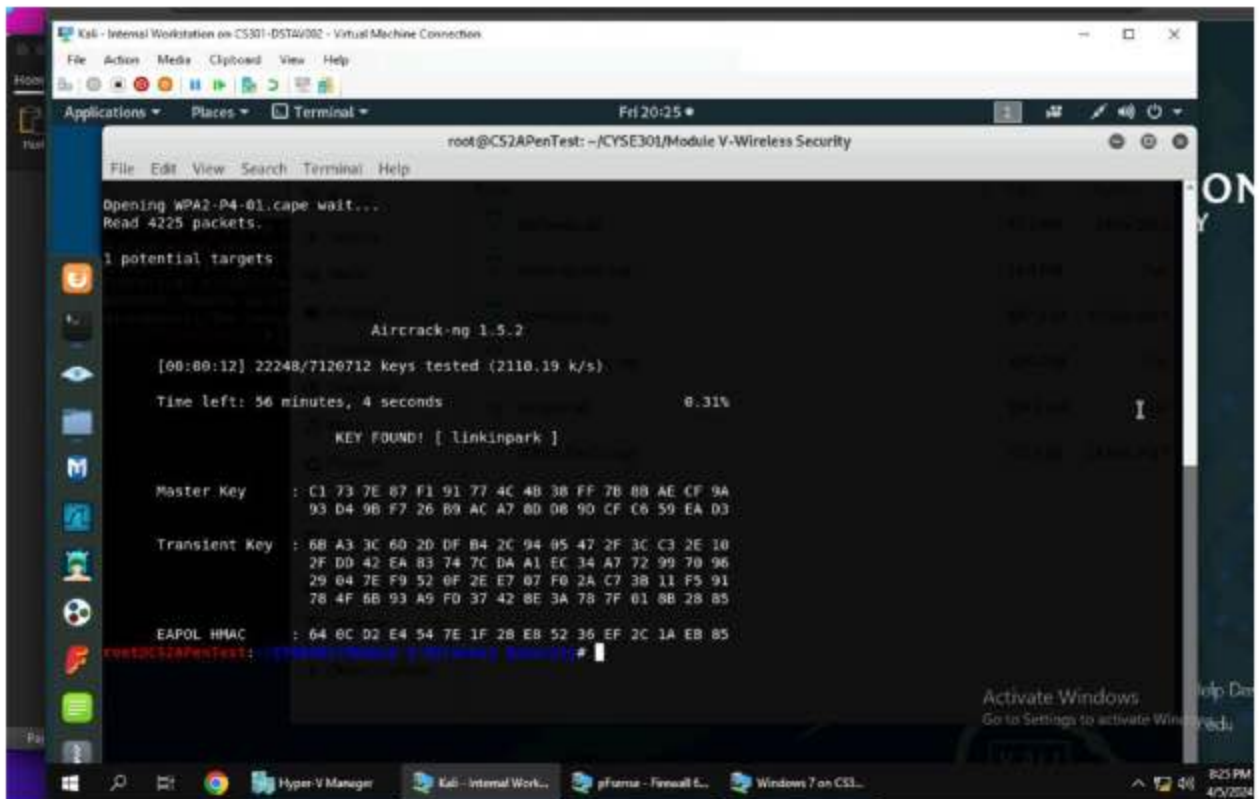 Kali - Internal Workstation on CS301-DSTAV002 - Virtual Machine Connection
File Action Media Clipboard View Help
Applications Places Terminal Fri 20:25
root@CS2APenTest: ~/CYSE301/Module V-Wireless Security
File Edit View Search Terminal Help
Opening WPA2-P4-01.cape wait...
Read 4225 packets.
1 potential targets
Aircrack-ng 1.5.2
[00:00:12] 22248/7120712 keys tested (2110.19 k/s)
Time left: 56 minutes, 4 seconds 0.31%
KEY FOUND! [ linkinpark ]
Master Key : C1 73 7E 87 F1 91 77 4C 4B 38 FF 7B 8B AE CF 9A
93 D4 9B F7 26 B9 AC A7 8D D8 9D CF C6 59 EA D3
Transient Key : 6B A3 3C 6D 2D DF B4 2C 94 05 47 2F 3C C3 2E 10
2F DD 42 EA 83 74 7C DA A1 EC 34 A7 72 99 70 96
29 04 7E F9 52 0F 2E E7 07 F0 2A C7 3B 11 F5 91
78 4F 6B 93 A9 FD 37 42 8E 3A 78 7F 01 8B 28 85
EAPOL HMAC : 64 0C D2 E4 54 7E 1F 28 E8 52 36 EF 2C 1A EB 85
root@CS2APenTest: #
ON
Y
Activate Windows
Go to Settings to activate
Hyper-V Manager
Kali - Internal Work...
pfsense - Firewall 6...
Windows 7 on CS3...
8:25 PM
4/5/2024